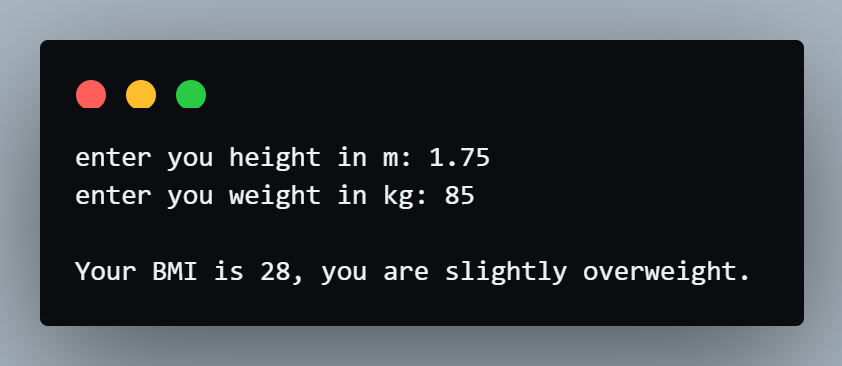 enter you height in m: 1.75
enter you weight in kg: 85
Your BMI is 28, you are slightly overweight.